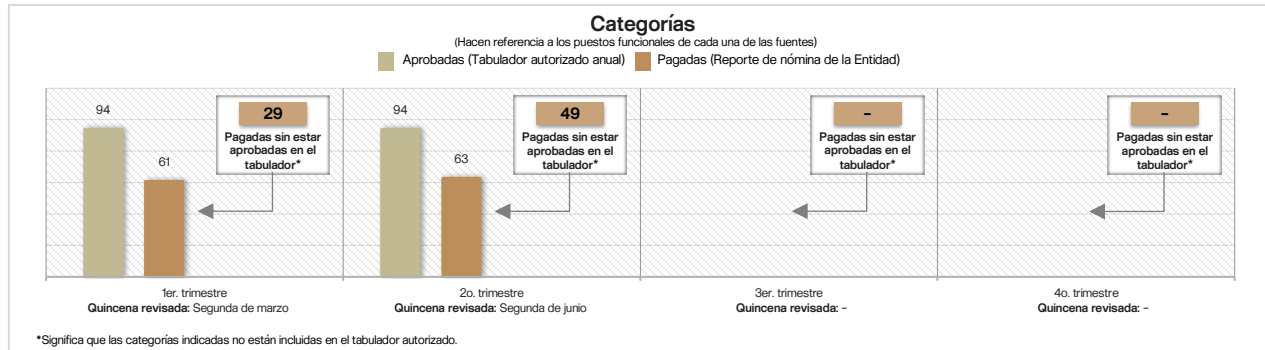 Categorías
(Hacen referencia a los puestos funcionales de cada una de las fuentes)
Aprobadas (Tabulador autorizado anual) Pagadas (Reporte de nómina de la Entidad)
94
61
29
Pagadas sin estar
aprobadas en el
tabulador*
94
63
49
Pagadas sin estar
aprobadas en el
tabulador*
-
Pagadas sin estar
aprobadas en el
tabulador*
-
Pagadas sin estar
aprobadas en el
tabulador*
1er. trimestre
Quincena revisada: Segunda de marzo
2o. trimestre
Quincena revisada: Segunda de junio
3er. trimestre
Quincena revisada: -
4o. trimestre
Quincena revisada: -
*Significa que las categorías indicadas no están incluidas en el tabulador autorizado.